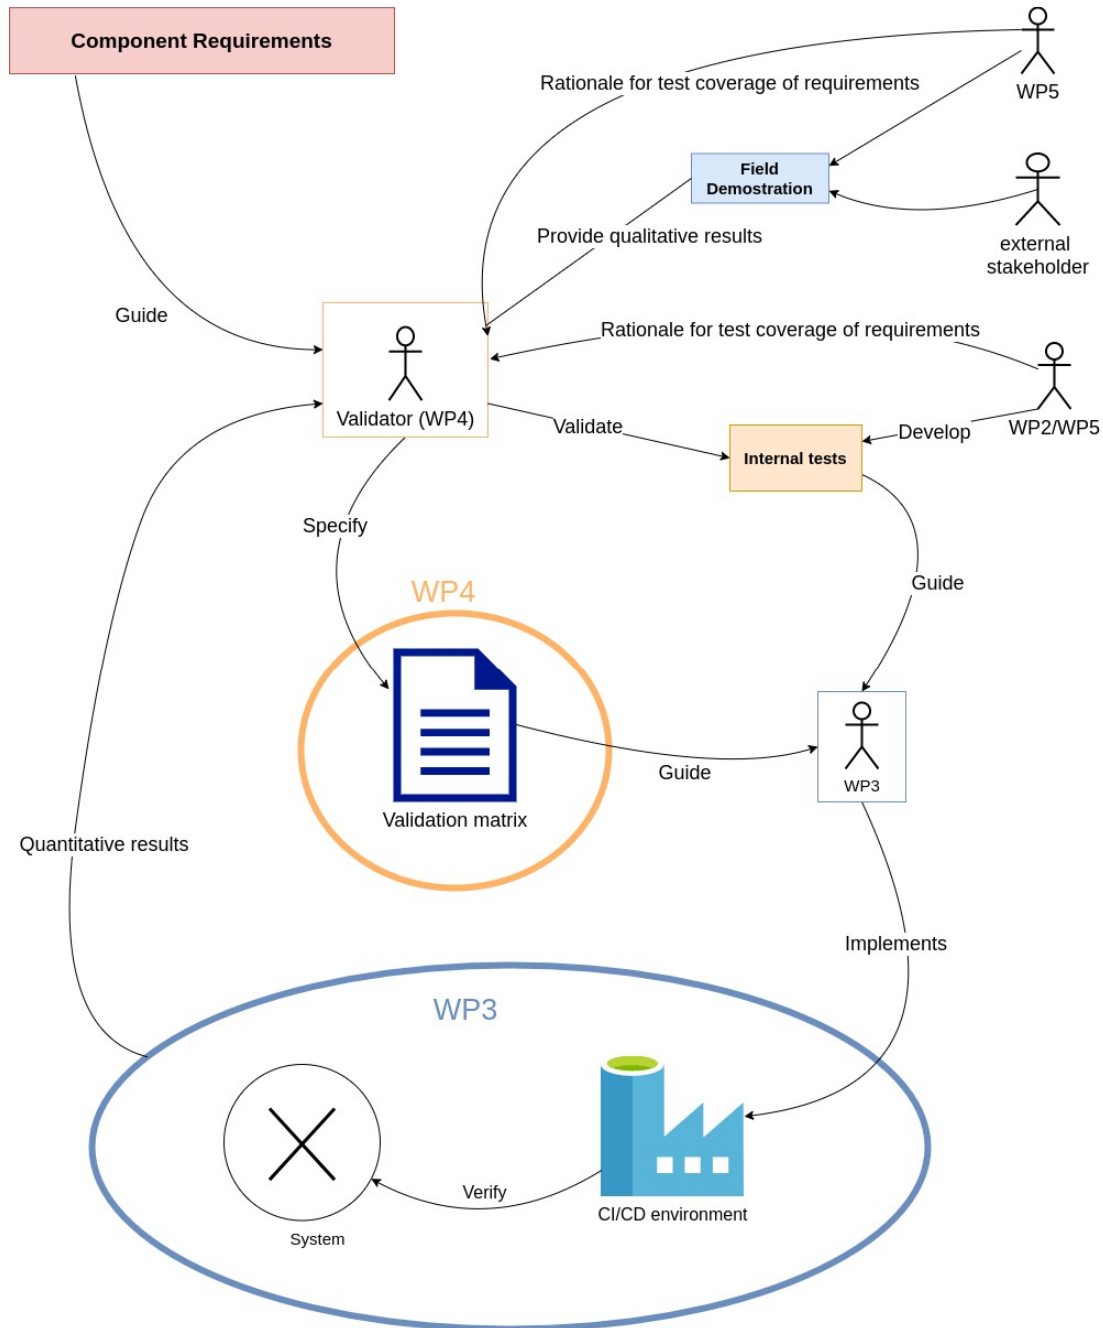 Component Requirements
Rationale for test coverage of requirements
WP5
Field
Demostration
Provide qualitative results
external
stakeholder
Guide
Rationale for test coverage of requirements
Validator (WP4)
Validate
Develop
WP2/WP5
Internal tests
Specify
WP4
Guide
Validation matrix
Guide
WP3
Quantitative results
Implements
WP3
Verify
CI/CD environment
System